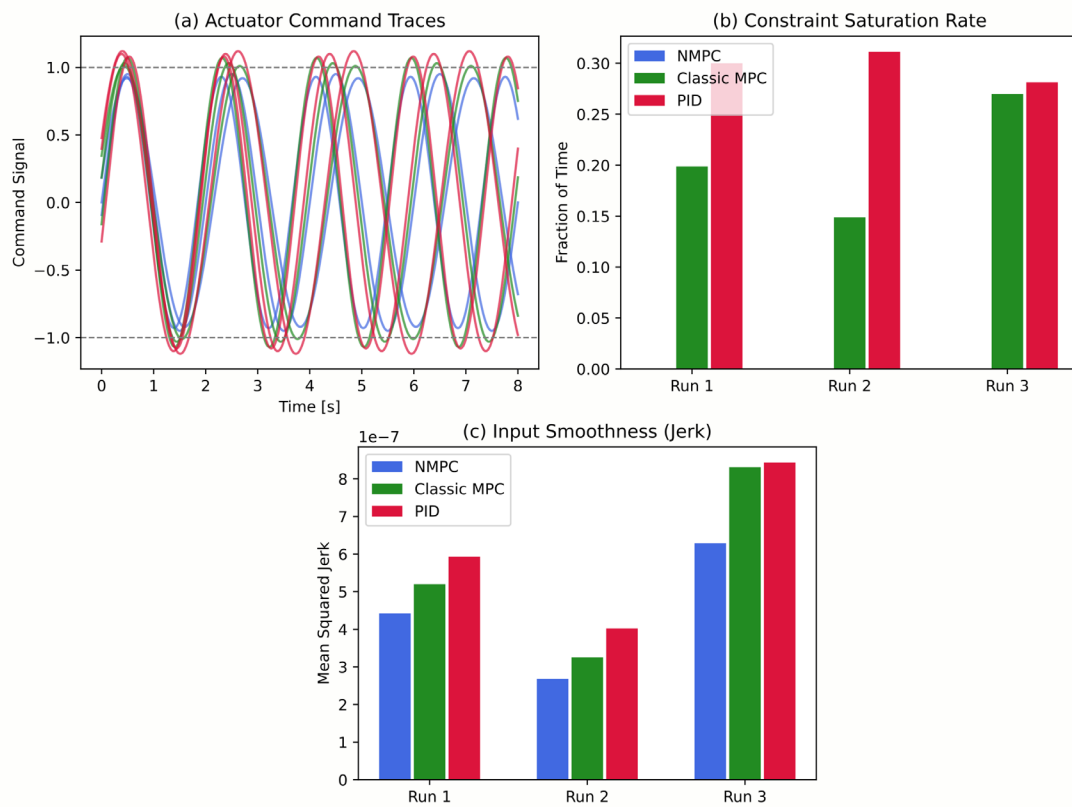 (a) Actuator Command Traces
Command Signal
1.0
0.5
0.0
−0.5
−1.0
0 1 2 3 4 5 6 7 8
Time [s]
(b) Constraint Saturation Rate
Fraction of Time
0.30
0.25
0.20
0.15
0.10
0.05
0.00
NMPC
Classic MPC
PID
Run 1 Run 2 Run 3
(c) Input Smoothness (Jerk)
1e−7
Mean Squared Jerk
8
7
6
5
4
3
2
1
0
NMPC
Classic MPC
PID
Run 1 Run 2 Run 3